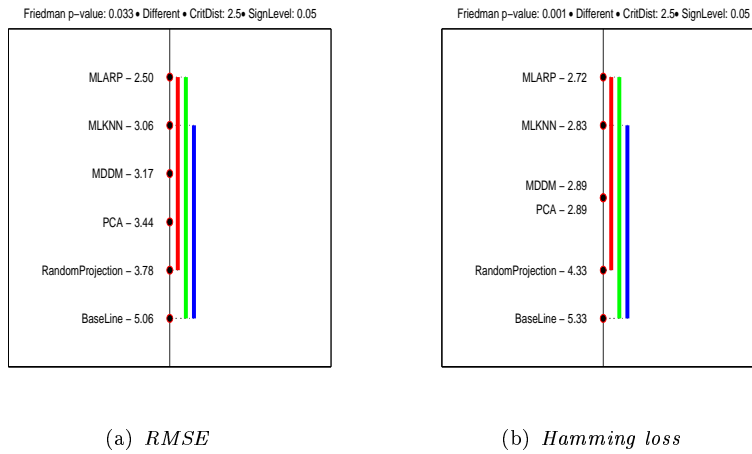 Friedman p-value: 0.033 • Different • CritDist: 2.5• SignLevel: 0.05
MLARP − 2.50
MLKNN − 3.06
MDDM − 3.17
PCA − 3.44
RandomProjection − 3.78
BaseLine − 5.06
(a) RMSE
Friedman p-value: 0.001 • Different • CritDist: 2.5• SignLevel: 0.05
MLARP − 2.72
MLKNN − 2.83
MDDM − 2.89
PCA − 2.89
RandomProjection − 4.33
BaseLine − 5.33
(b) Hamming loss